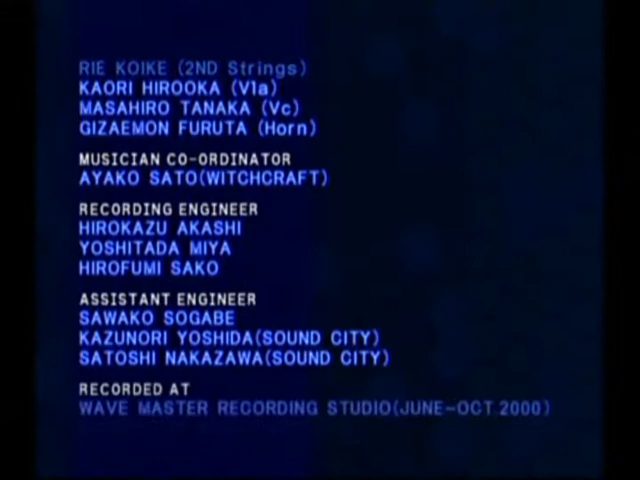 RIE KOIKE (2ND Strings)
KAORI HIROOKA (Vla)
MASAHIRO TANAKA (Vc)
GIZAEMON FURUTA (Horn)
MUSICIAN CO-ORDINATOR
AYAKO SATO(WITCHCRAFT)
RECORDING ENGINEER
HIROKAZU AKASHI
YOSHITADA MIYA
HIROFUMI SAKO
ASSISTANT ENGINEER
SAWAKO SOGABE
KAZUNORI YOSHIDA(SOUND CITY)
SATOSHI NAKAZAWA(SOUND CITY)
RECORDED AT
WAVE MASTER RECORDING STUDIO(JUNE-OCT.2000)